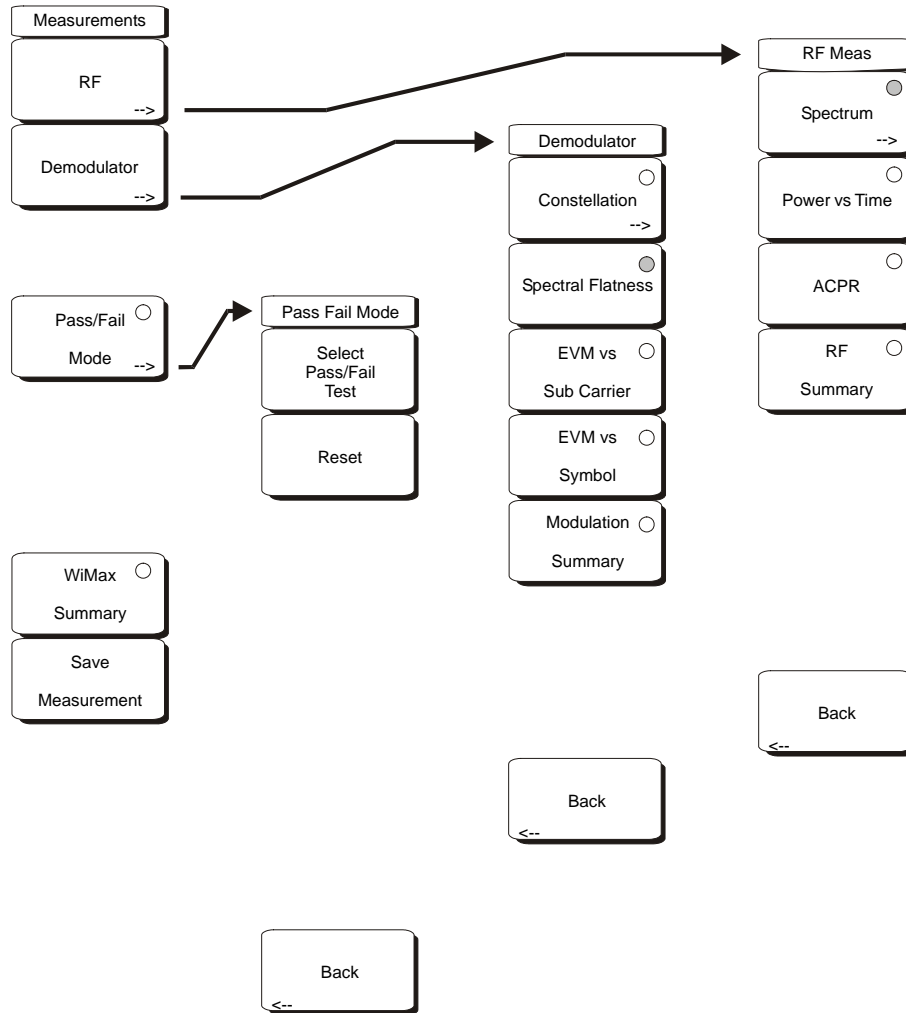 Measurements
RF
-->
Demodulator
-->
Pass/Fail
Mode
-->
WiMax
Summary
Save
Measurement
Pass Fail Mode
Select
Pass/Fail
Test
Reset
Back
<--
Demodulator
Constellation
-->
Spectral Flatness
EVM vs
Sub Carrier
EVM vs
Symbol
Modulation
Summary
Back
<--
RF Meas
Spectrum
-->
Power vs Time
ACPR
RF
Summary
Back
<--